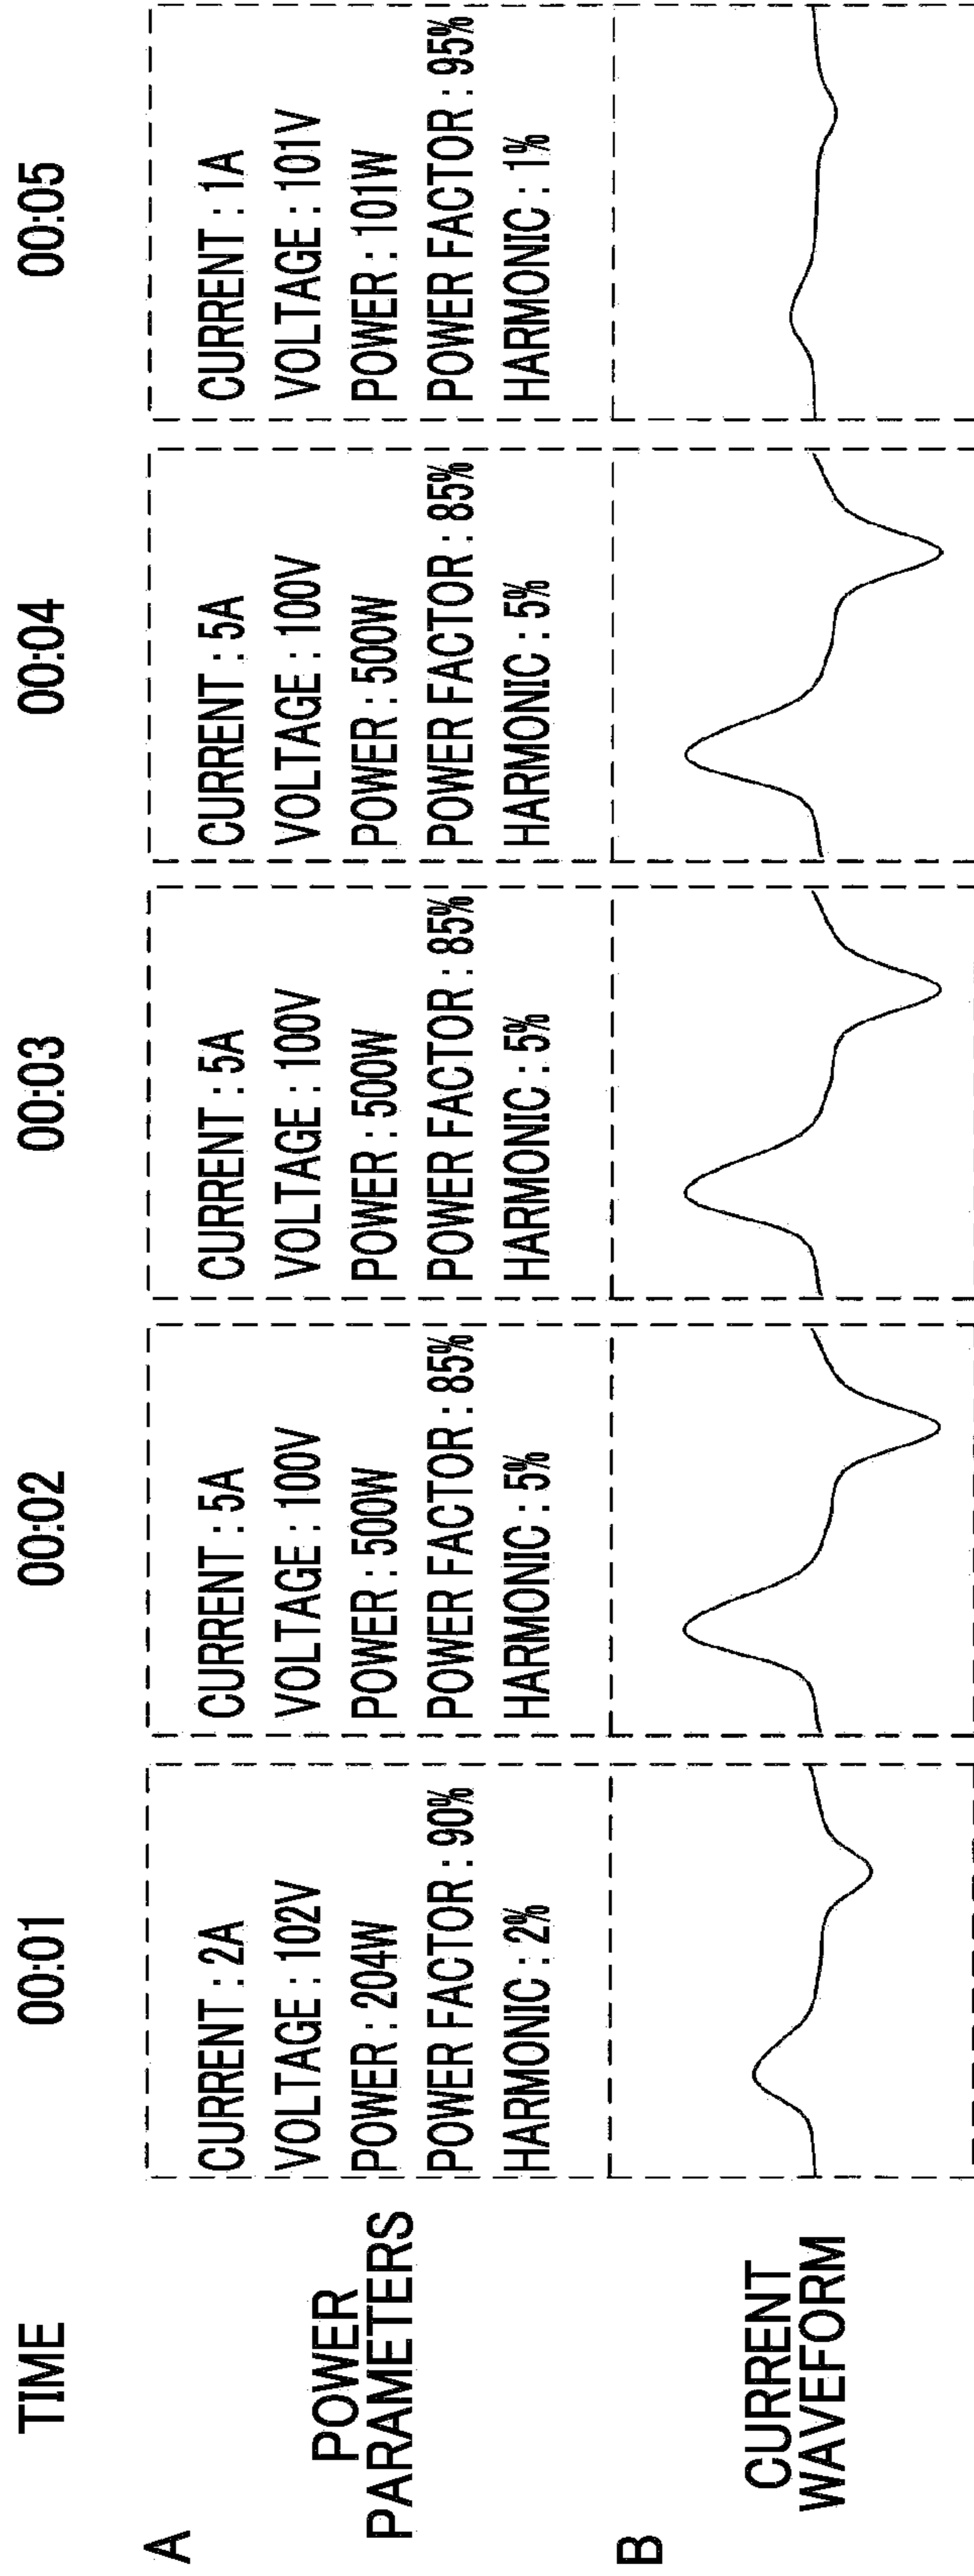 TIME
00:01
00:02
00:03
00:04
00:05
A
POWER
PARAMETERS
CURRENT : 2A
VOLTAGE : 102V
POWER : 204W
POWER FACTOR : 90%
HARMONIC : 2%
CURRENT : 5A
VOLTAGE : 100V
POWER : 500W
POWER FACTOR : 85%
HARMONIC : 5%
CURRENT : 5A
VOLTAGE : 100V
POWER : 500W
POWER FACTOR : 85%
HARMONIC : 5%
CURRENT : 5A
VOLTAGE : 100V
POWER : 500W
POWER FACTOR : 85%
HARMONIC : 5%
CURRENT : 1A
VOLTAGE : 101V
POWER : 101W
POWER FACTOR : 95%
HARMONIC : 1%
B
CURRENT
WAVEFORM